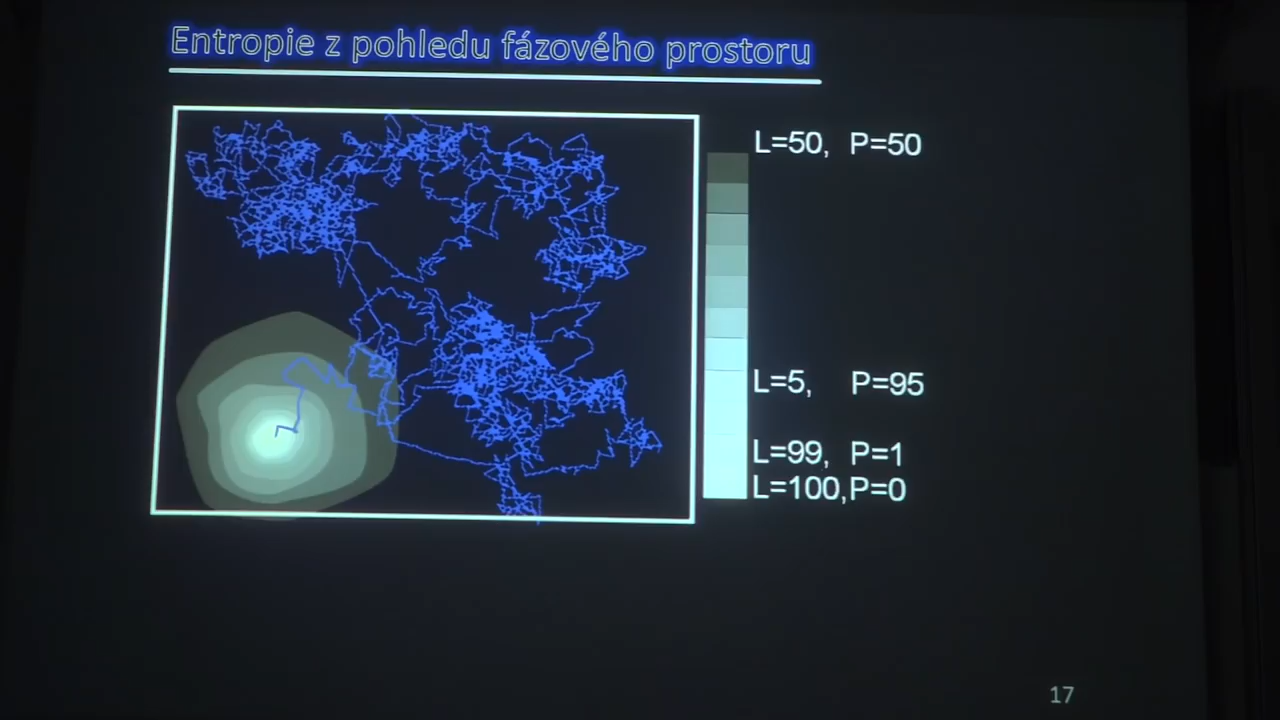 Entropie z pohledu fázového prostoru
L=50, P=50
L=5, P=95
L=99, P=1
L=100,P=0
17